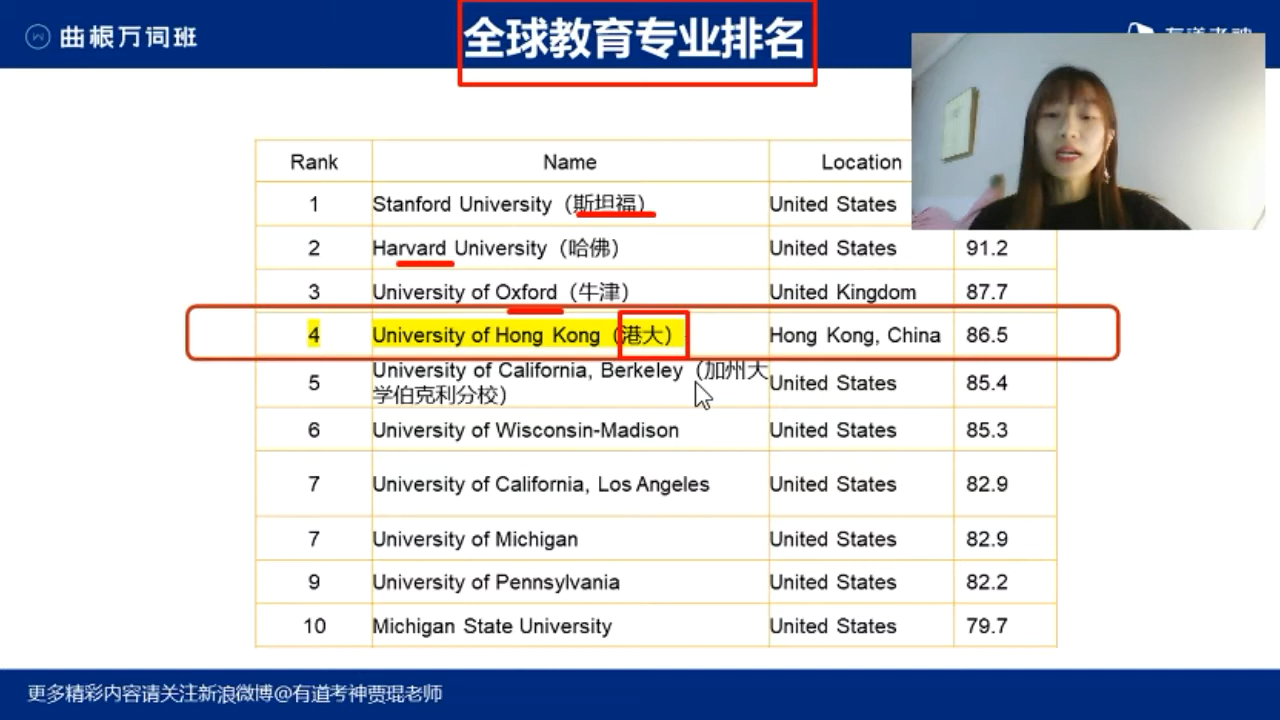 曲根万词班
全球教育专业排名
有道考神
Rank Name Location
1 Stanford University（斯坦福） United States
2 Harvard University（哈佛） United States 91.2
3 University of Oxford（牛津） United Kingdom 87.7
4 University of Hong Kong（港大） Hong Kong, China 86.5
5 University of California, Berkeley（加州大
学伯克利分校） United States 85.4
6 University of Wisconsin-Madison United States 85.3
7 University of California, Los Angeles United States 82.9
7 University of Michigan United States 82.9
9 University of Pennsylvania United States 82.2
10 Michigan State University United States 79.7
更多精彩内容请关注新浪微博@有道考神贾琨老师